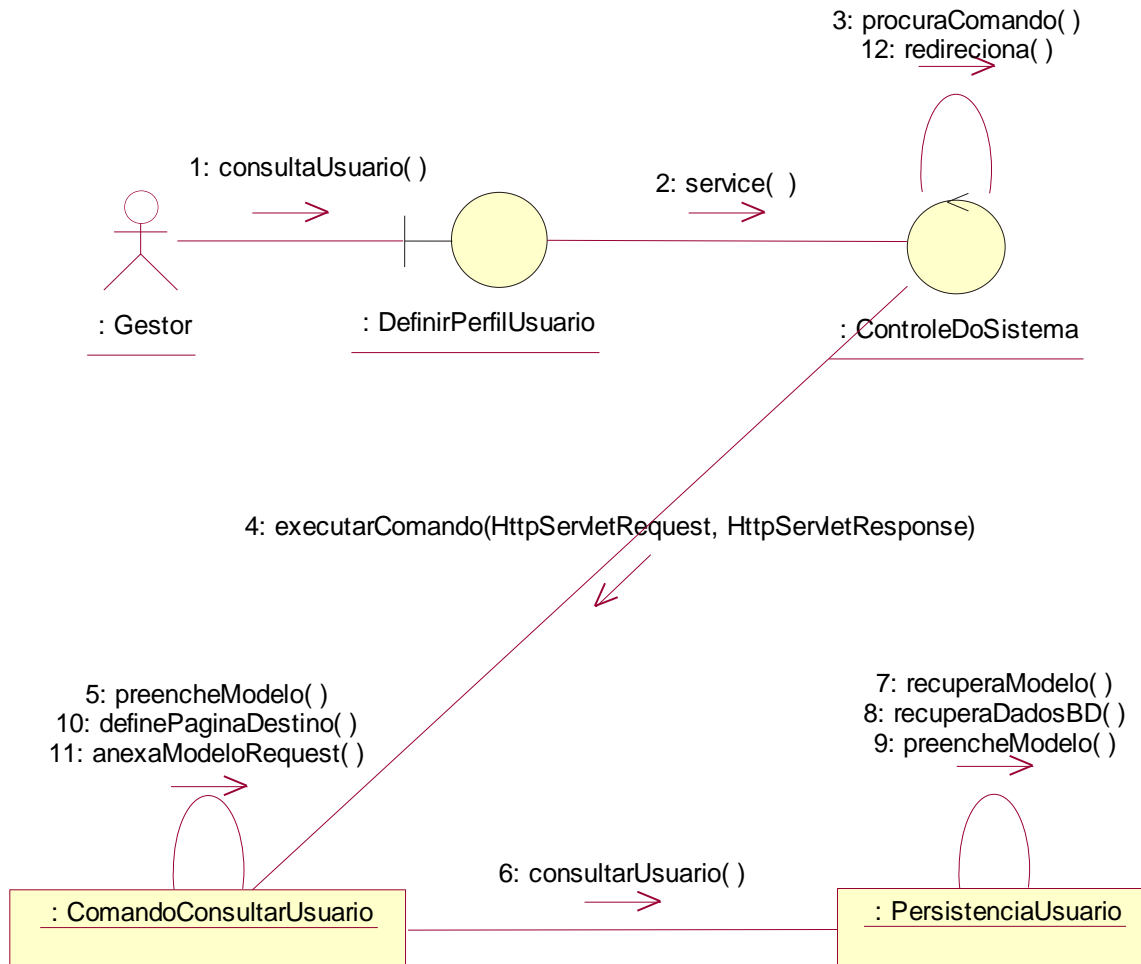 3: procuraComando( )
12: redireciona( )
1: consultaUsuario( )
2: service(  )
: Gestor
: DefinirPerfilUsuario
: ControleDoSistema
4: executarComando(HttpServletRequest, HttpServletResponse)
5: preencheModelo( )
10: definePaginaDestino( )
11: anexaModeloRequest( )
7: recuperaModelo( )
8: recuperaDadosBD( )
9: preencheModelo( )
6: consultarUsuario( )
: ComandoConsultarUsuario
: PersistenciaUsuario